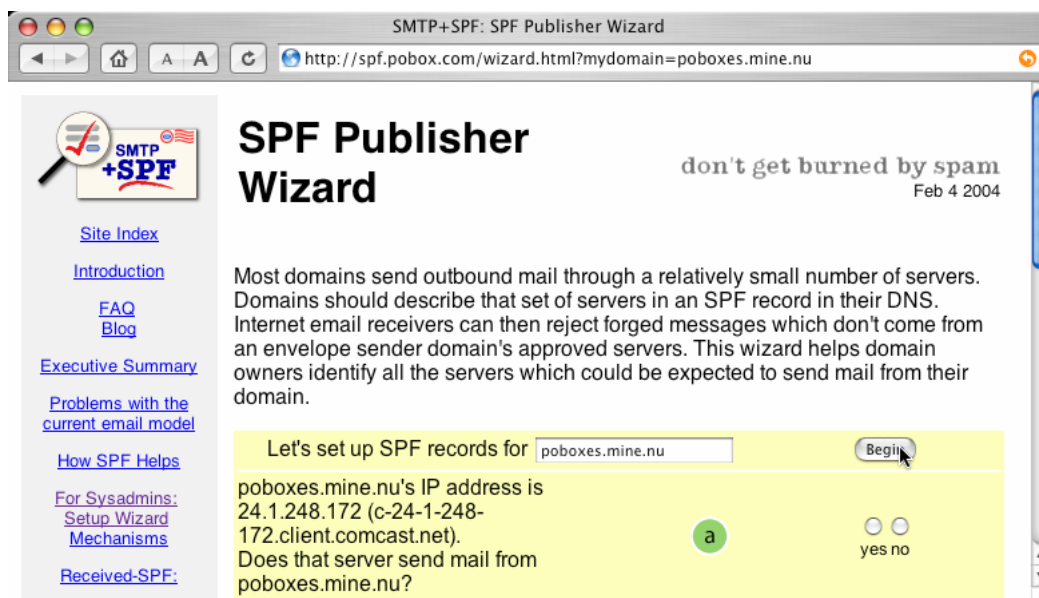 SMTP+SPF: SPF Publisher Wizard
A A
http://spf.pobox.com/wizard.html?mydomain=poboxes.mine.nu
SMTP
+SPF
SPF Publisher
Wizard
don't get burned by spam
Feb 4 2004
Site Index
Introduction
FAQ
Blog
Executive Summary
Problems with the
current email model
How SPF Helps
For Sysadmins:
Setup Wizard
Mechanisms
Received-SPF:
Most domains send outbound mail through a relatively small number of servers.
Domains should describe that set of servers in an SPF record in their DNS.
Internet email receivers can then reject forged messages which don't come from
an envelope sender domain's approved servers. This wizard helps domain
owners identify all the servers which could be expected to send mail from their
domain.
Let's set up SPF records for poboxes.mine.nu Begin
poboxes.mine.nu's IP address is
24.1.248.172 (c-24-1-248-
172.client.comcast.net).
Does that server send mail from
poboxes.mine.nu?
a
yes no